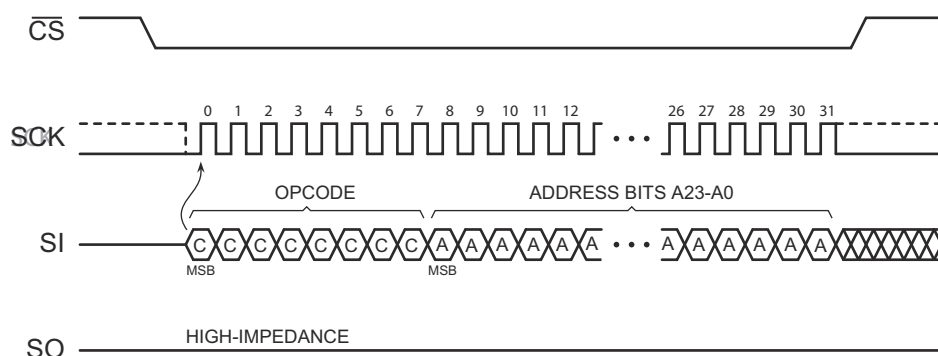 CS
0 1 2 3 4 5 6 7 8 9 10 11 12 26 27 28 29 30 31
SCK
OPCODE ADDRESS BITS A23-A0
SI C C C C C C C C A A A A A A A A A A A A
MSB MSB
HIGH-IMPEDANCE
SO